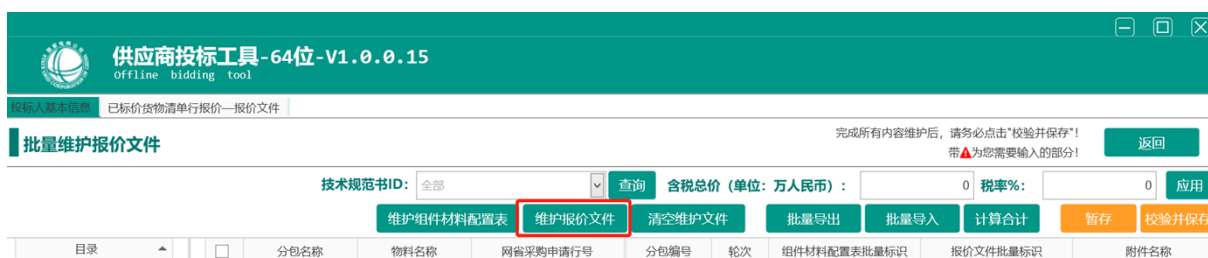 供应商投标工具-64位-V1.0.0.15
Offline bidding tool
投标人基本信息 已标价货物清单行报价—报价文件
批量维护报价文件
完成所有内容维护后，请务必点击"校验并保存"!
带为您需要输入的部分!
返回
技术规范书ID: 全部 查询 含税总价（单位: 万人民币）: 0 税率%: 0 应用
维护组件材料配置表 维护报价文件 清空维护文件 批量导出 批量导入 计算合计 暂存 校验并保存
目录 分包名称 物料名称 网省采购申请行号 分包编号 轮次 组件材料配置表批量标识 报价文件批量标识 附件名称